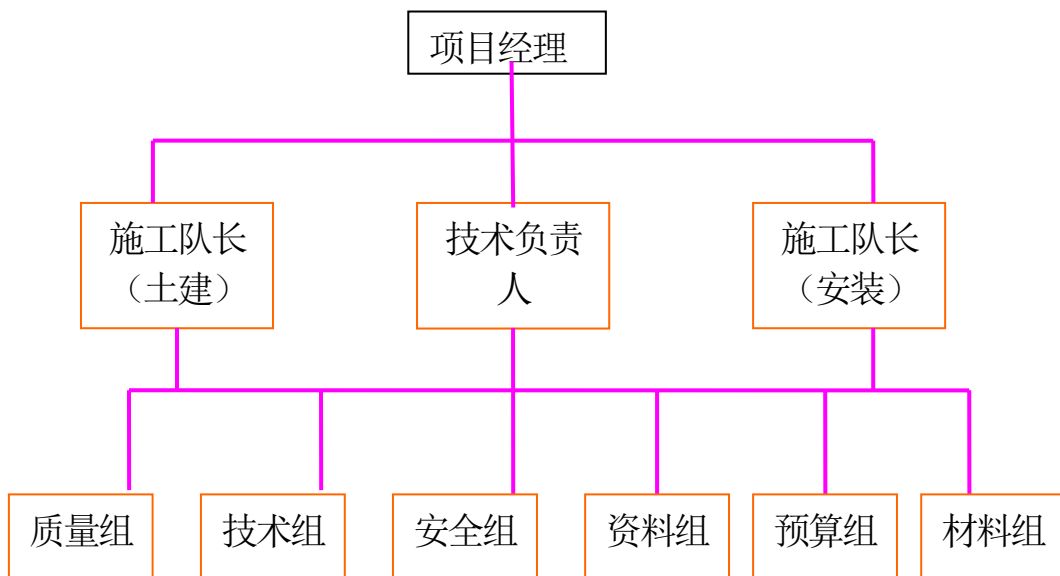 项目经理
施工队长
（土建）
技术负责
人
施工队长
（安装）
质量组
技术组
安全组
资料组
预算组
材料组